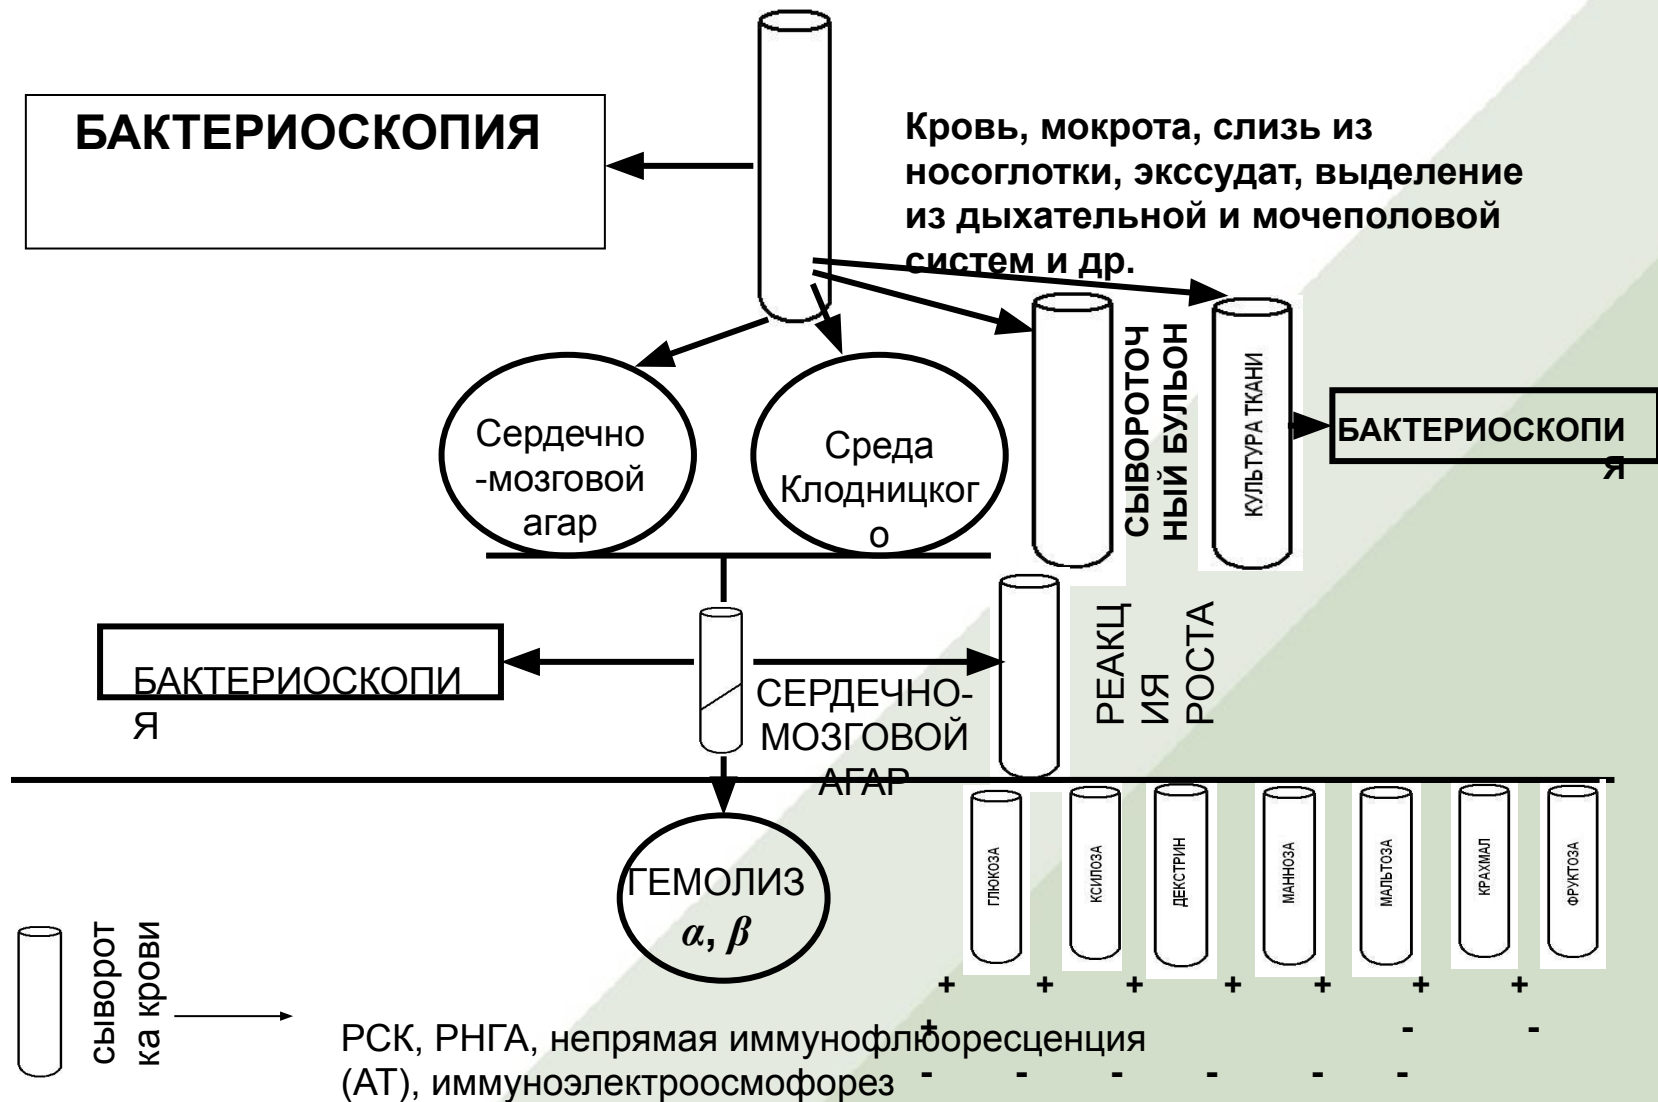 БАКТЕРИОСКОПИЯ
Кровь, мокрота, слизь из
носоглотки, экссудат, выделение
из дыхательной и мочеполовой
систем и др.
Сердечно
-мозговой
агар
Среда
Клодницког
о
СЫВОРОТОЧ
НЫЙ БУЛЬОН
КУЛЬТУРА ТКАНИ
БАКТЕРИОСКОПИ
Я
БАКТЕРИОСКОПИ
Я
СЕРДЕЧНО-
МОЗГОВОЙ
АГАР
РЕАКЦ
ИЯ
РОСТА
ГЕМОЛИЗ
α, β
ГЛЮКОЗА
КСИЛОЗА
ДЕКСТРИН
МАННОЗА
МАЛЬТОЗА
КРАХМАЛ
ФРУКТОЗА
+ + + + + + +
+ - -
- - - - - -
сыворот
ка крови
РСК, РНГА, непрямая иммунофлюоресценция
(АТ), иммуноэлектроосмофорез